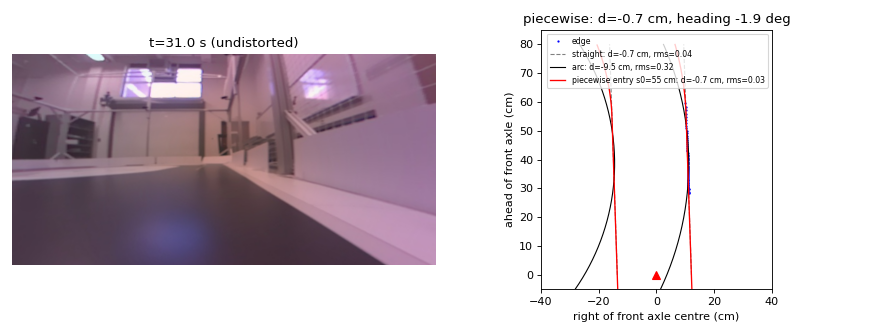 t=31.0 s (undistorted)
piecewise: d=-0.7 cm, heading -1.9 deg
edge
straight: d=-0.7 cm, rms=0.04
arc: d=-9.5 cm, rms=0.32
piecewise entry s0=55 cm: d=-0.7 cm, rms=0.03
ahead of front axle (cm)
80
70
60
50
40
30
20
10
0
−40
−20
0
20
40
right of front axle centre (cm)